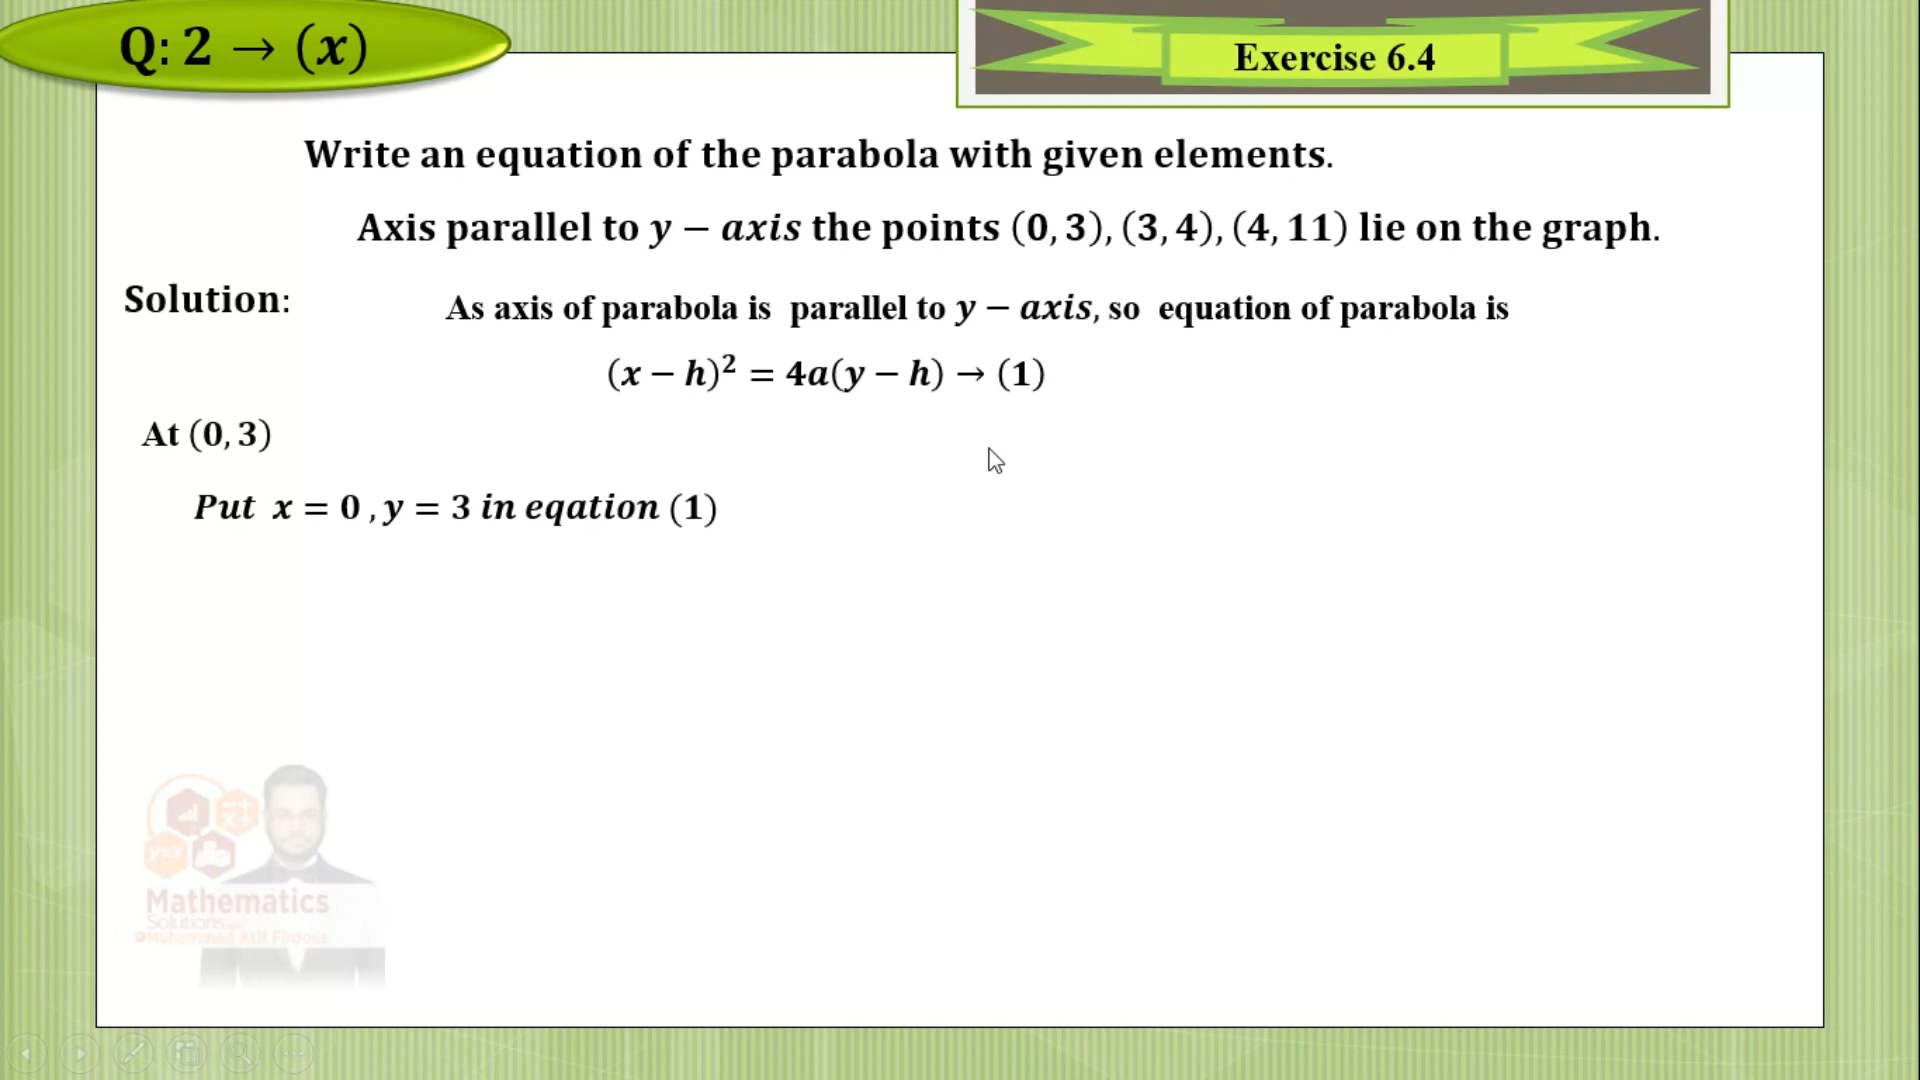 Q: 2 → (x)
Exercise 6.4
Write an equation of the parabola with given elements.
Axis parallel to y − axis the points (0, 3), (3, 4), (4, 11) lie on the graph.
Solution:
As axis of parabola is parallel to y − axis, so equation of parabola is
(x − h)² = 4a(y − h) → (1)
At (0, 3)
Put x = 0 , y = 3 in eqation (1)
y=x
Mathematics
Solutions